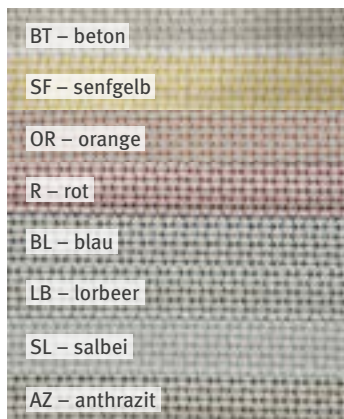 BT – beton
SF – senfgelb
OR – orange
R – rot
BL – blau
LB – lorbeer
SL – salbei
AZ – anthrazit